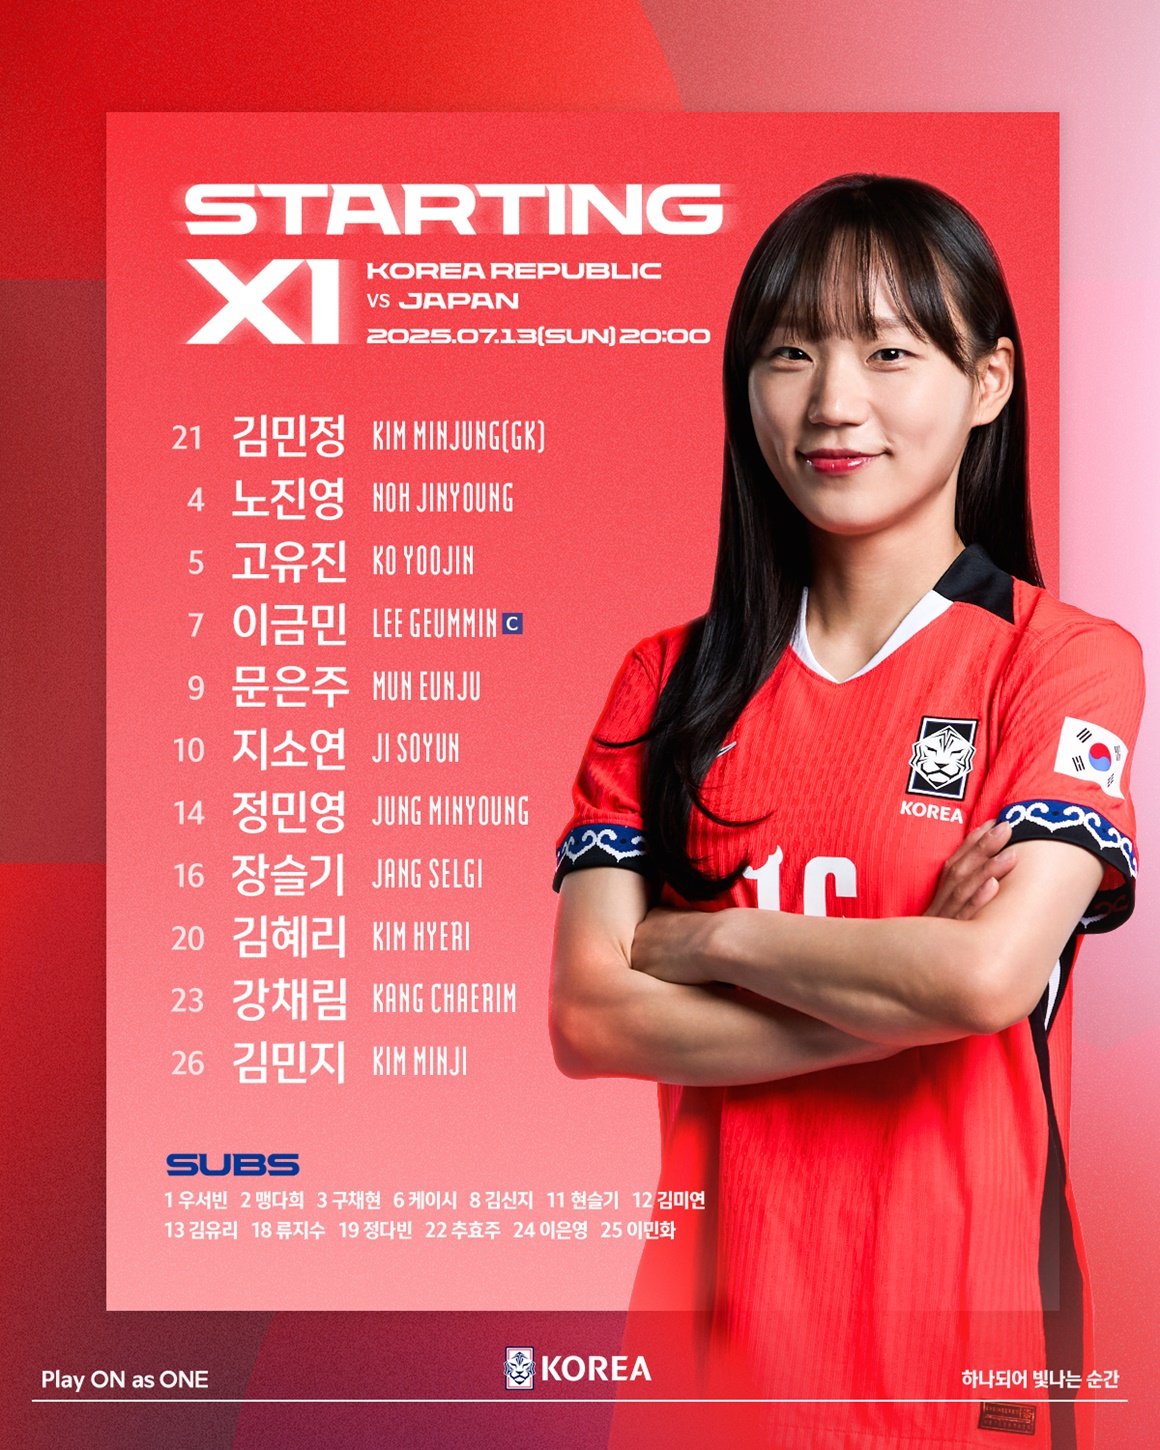 STARTING
XI KOREA REPUBLIC
vs JAPAN
2025.07.13(SUN) 20:00
21 김민정 KIM MINJUNG(GK)
4 노진영 NOH JINYOUNG
5 고유진 KO YOOJIN
7 이금민 LEE GEUMMIN C
9 문은주 MUN EUNJU
10 지소연 JI SOYUN
14 정민영 JUNG MINYOUNG
16 장슬기 JANG SELGI
20 김혜리 KIM HYERI
23 강채림 KANG CHAERIM
26 김민지 KIM MINJI
KOREA
16
SUBS
1 우서빈 2 맹다희 3 구채현 6 케이시 8 김신지 11 현슬기 12 김미연
13 김유리 18 류지수 19 정다빈 22 추효주 24 이은영 25 이민화
Play ON as ONE
KOREA
하나되어 빛나는 순간